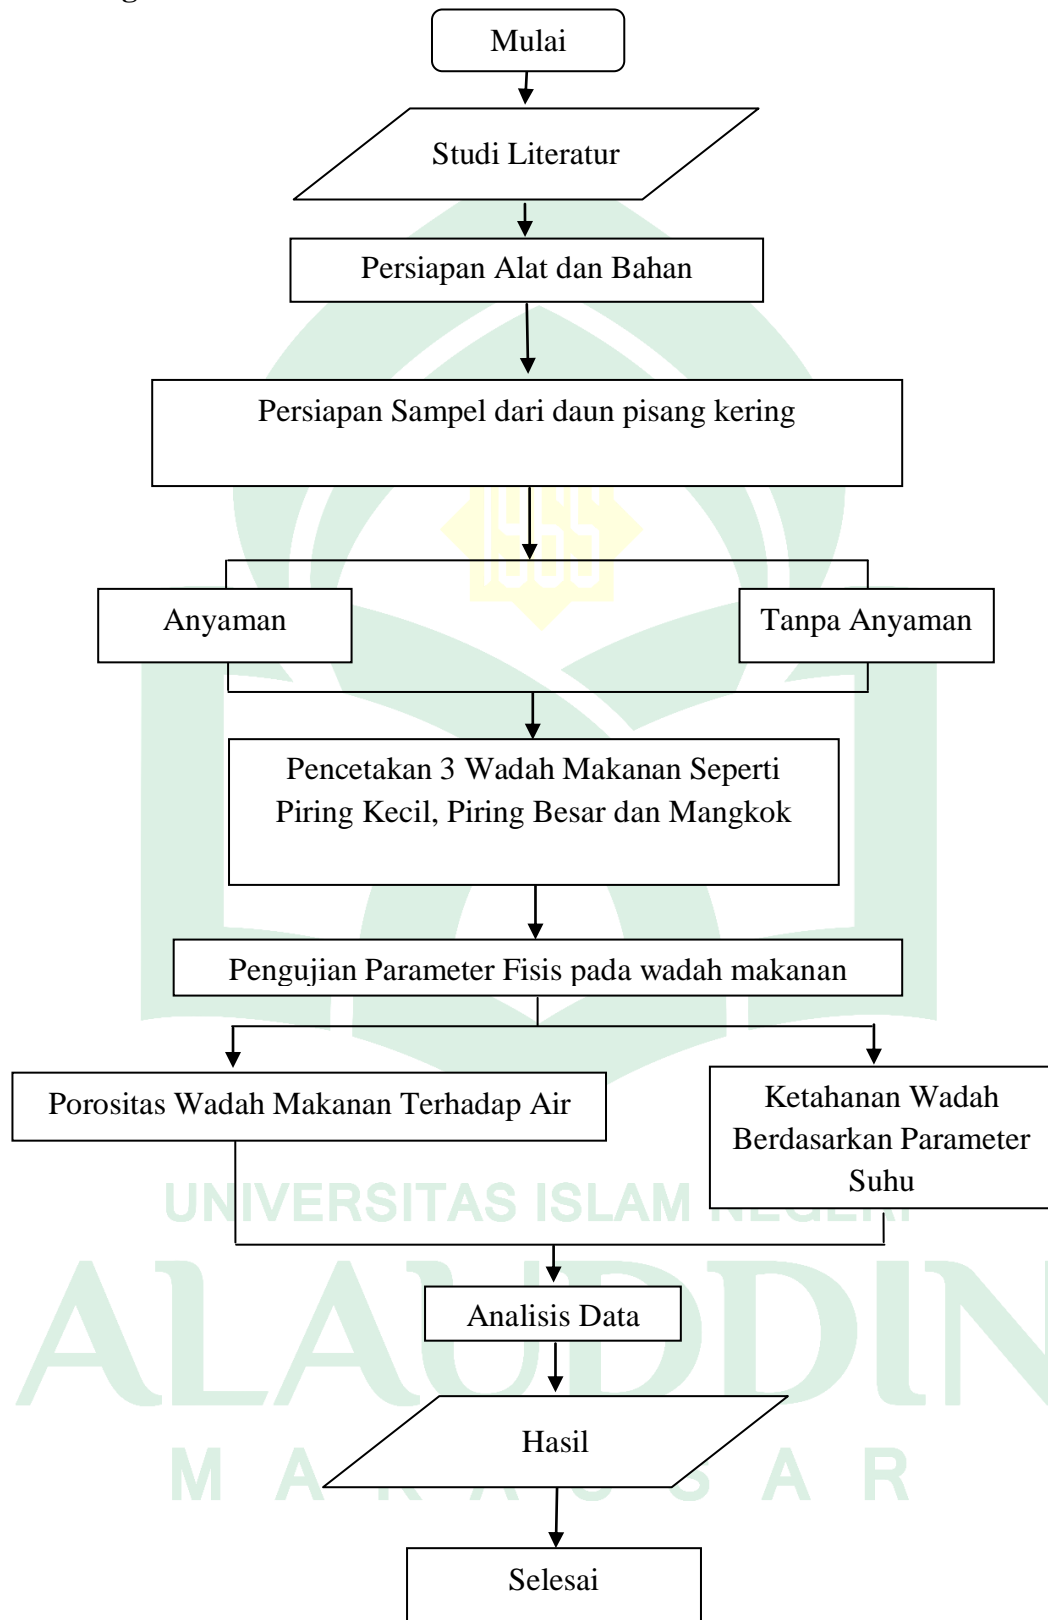 Mulai
Studi Literatur
Persiapan Alat dan Bahan
Persiapan Sampel dari daun pisang kering
1965
Anyaman
Tanpa Anyaman
Pencetakan 3 Wadah Makanan Seperti
Piring Kecil, Piring Besar dan Mangkok
Pengujian Parameter Fisis pada wadah makanan
Porositas Wadah Makanan Terhadap Air
Ketahanan Wadah
Berdasarkan Parameter
Suhu
UNIVERSITAS ISLAM NEGERI
ALAUDDIN
Analisis Data
Hasil
MAKASSAR
Selesai